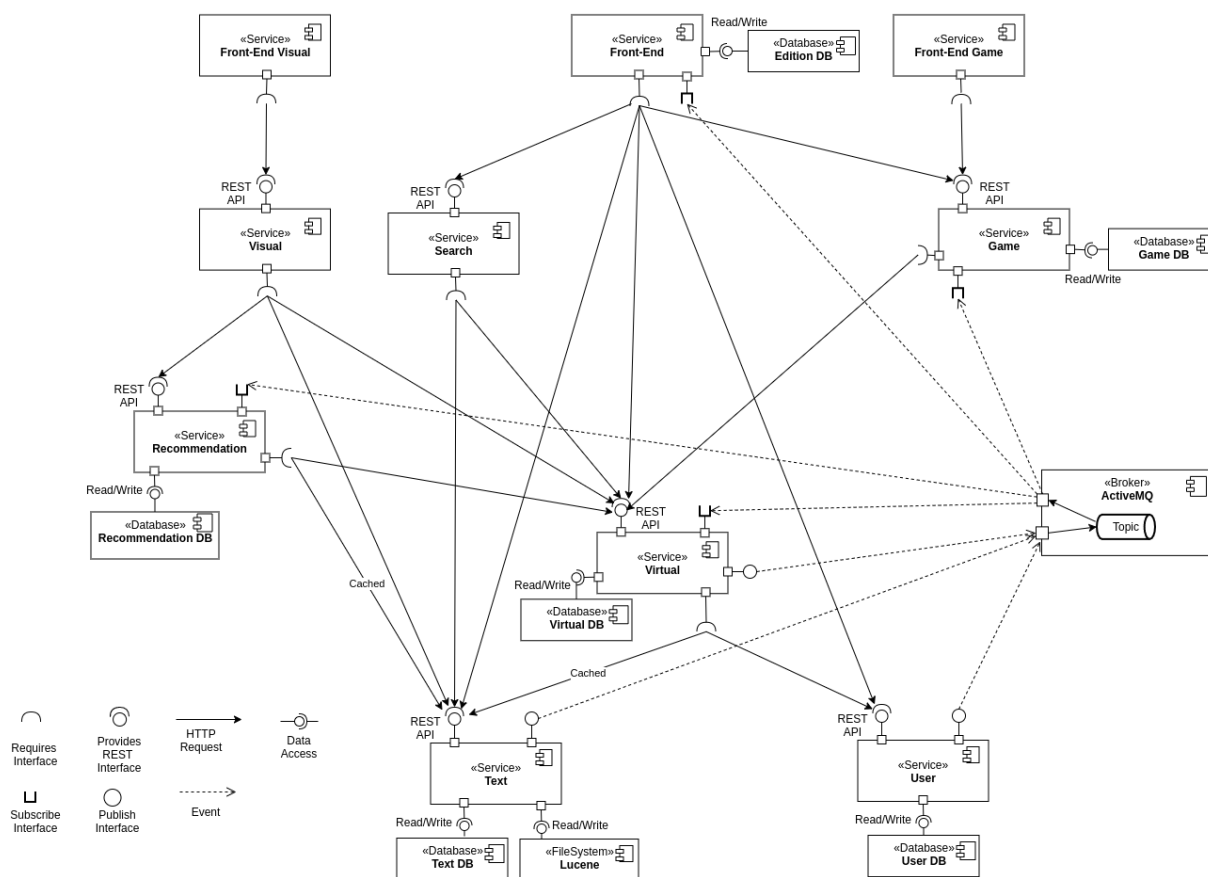 «Service»
Front-End Visual
«Service»
Front-End
Read/Write
«Database»
Edition DB
«Service»
Front-End Game
REST
API
«Service»
Visual
REST
API
«Service»
Search
REST
API
«Service»
Game
Read/Write
«Database»
Game DB
REST
API
«Service»
Recommendation
Read/Write
«Database»
Recommendation DB
REST
API
«Service»
Virtual
Read/Write
«Database»
Virtual DB
«Broker»
ActiveMQ
Topic
Cached
Cached
REST
API
«Service»
Text
Read/Write
Read/Write
«Database»
Text DB
«FileSystem»
Lucene
REST
API
«Service»
User
Read/Write
«Database»
User DB
Requires
Interface
Provides
REST
Interface
HTTP
Request
Data
Access
Subscribe
Interface
Publish
Interface
Event